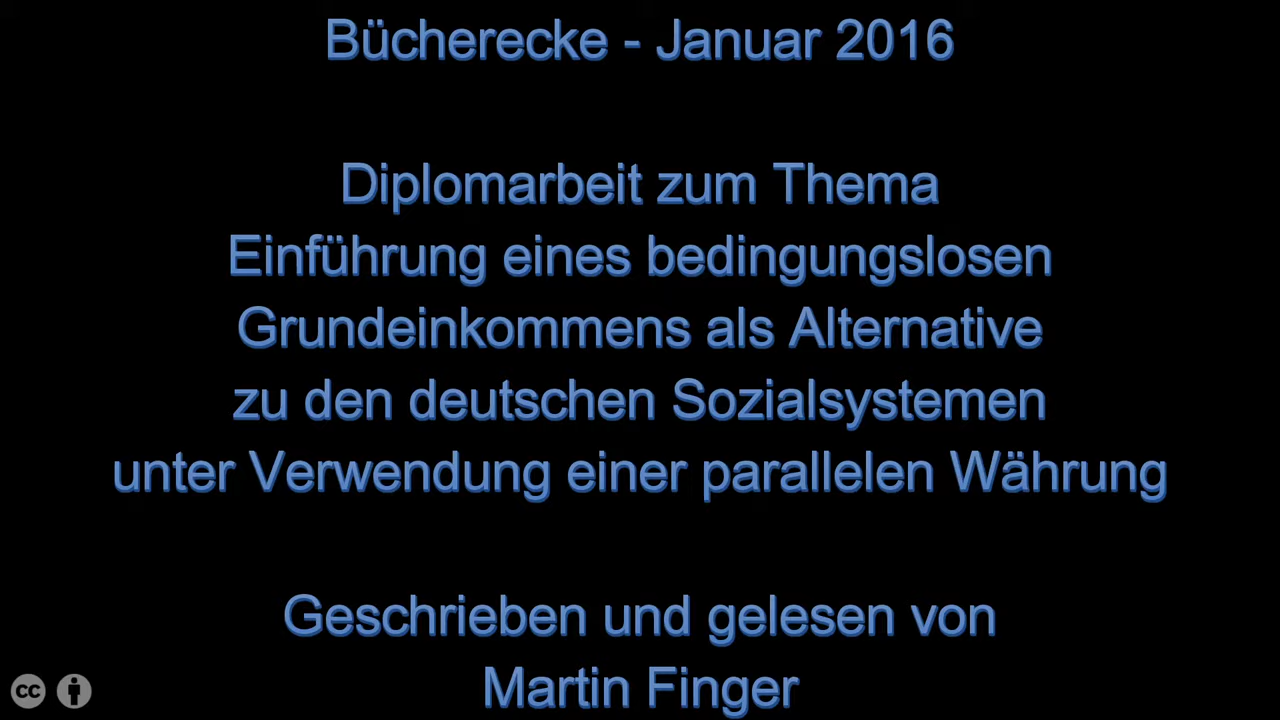 Bücherecke - Januar 2016
Diplomarbeit zum Thema
Einführung eines bedingungslosen
Grundeinkommens als Alternative
zu den deutschen Sozialsystemen
unter Verwendung einer parallelen Währung
Geschrieben und gelesen von
Martin Finger
cc